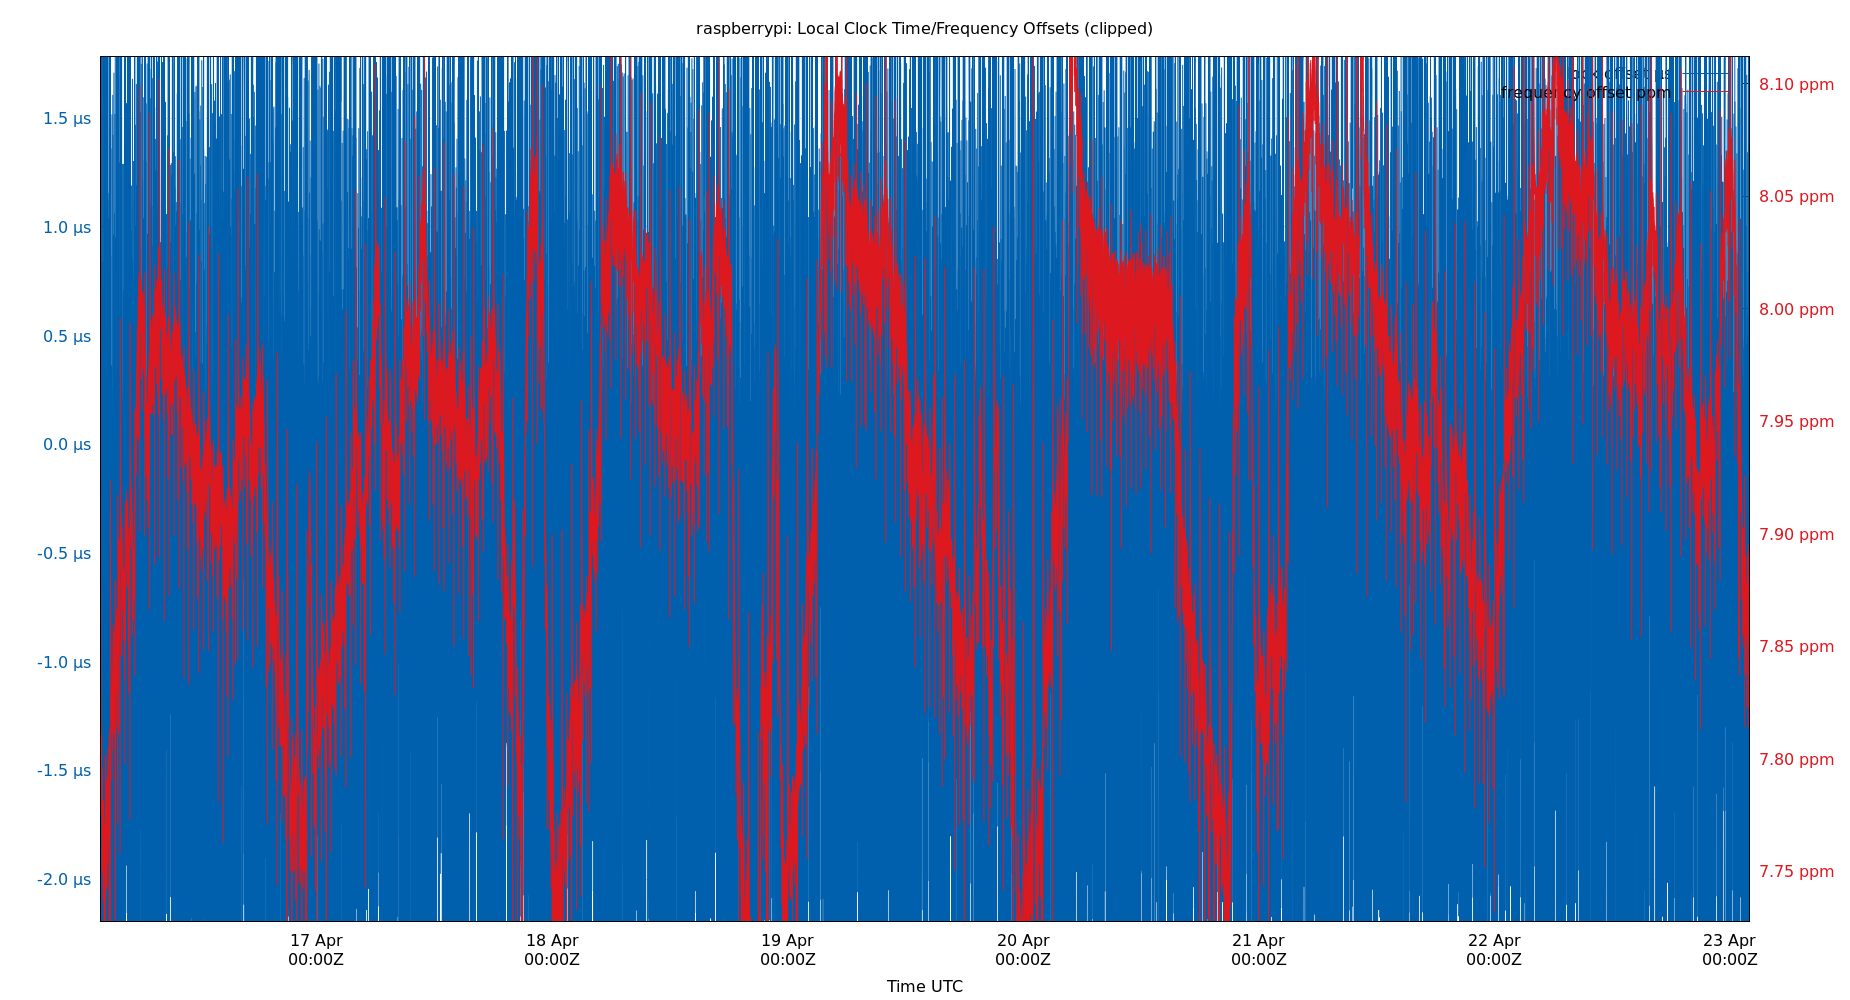 raspberrypi: Local Clock Time/Frequency Offsets (clipped)
clock offset µs
frequency offset ppm
1.5 µs
1.0 µs
0.5 µs
0.0 µs
-0.5 µs
-1.0 µs
-1.5 µs
-2.0 µs
8.10 ppm
8.05 ppm
8.00 ppm
7.95 ppm
7.90 ppm
7.85 ppm
7.80 ppm
7.75 ppm
17 Apr
00:00Z
18 Apr
00:00Z
19 Apr
00:00Z
20 Apr
00:00Z
21 Apr
00:00Z
22 Apr
00:00Z
23 Apr
00:00Z
Time UTC